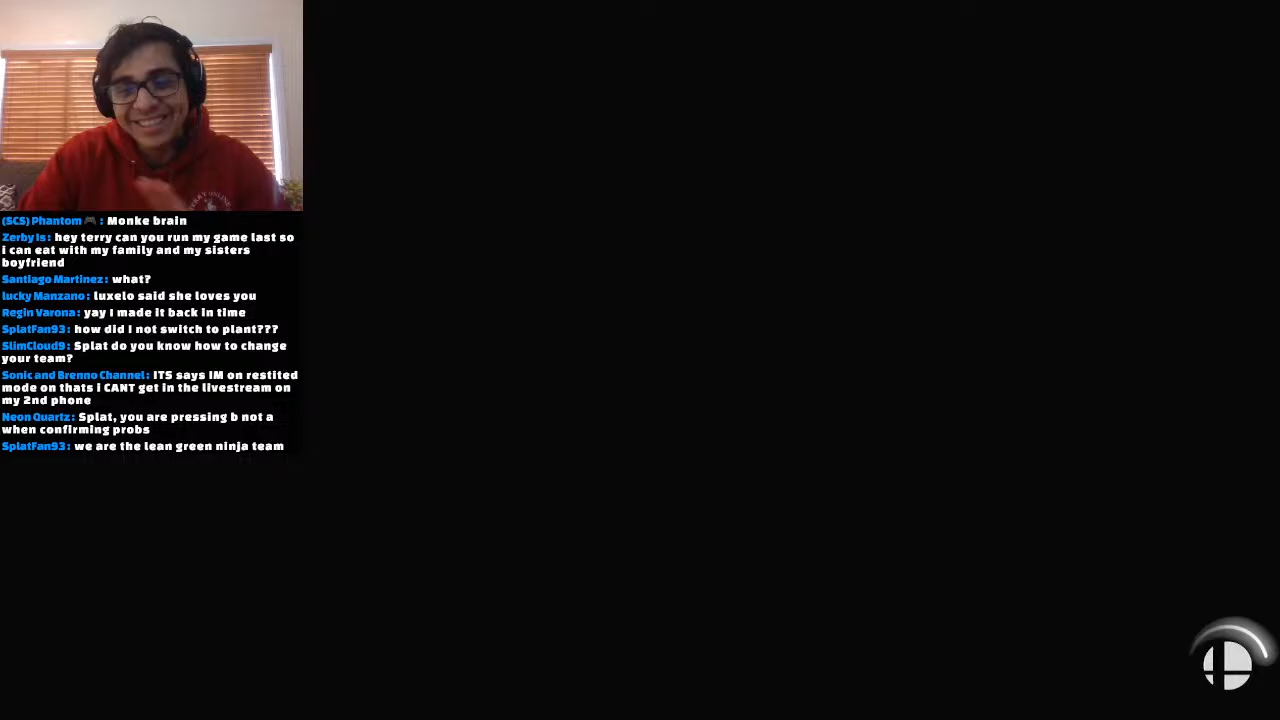 (SCS) Phantom 🎮 : Monke brain
Zerby Is: hey terry can you run my game last so
i can eat with my family and my sisters
boyfriend
Santiago Martinez: what?
lucky Manzano: luxelo said she loves you
Regin Varona: yay I made it back in time
SplatFan93: how did I not switch to plant???
SlimCloud9: Splat do you know how to change
your team?
Sonic and Brenno Channel: ITS says IM on restited
mode on thats i CANT get in the livestream on
my 2nd phone
Neon Quartz: Splat, you are pressing b not a
when confirming probs
SplatFan93: we are the lean green ninja team